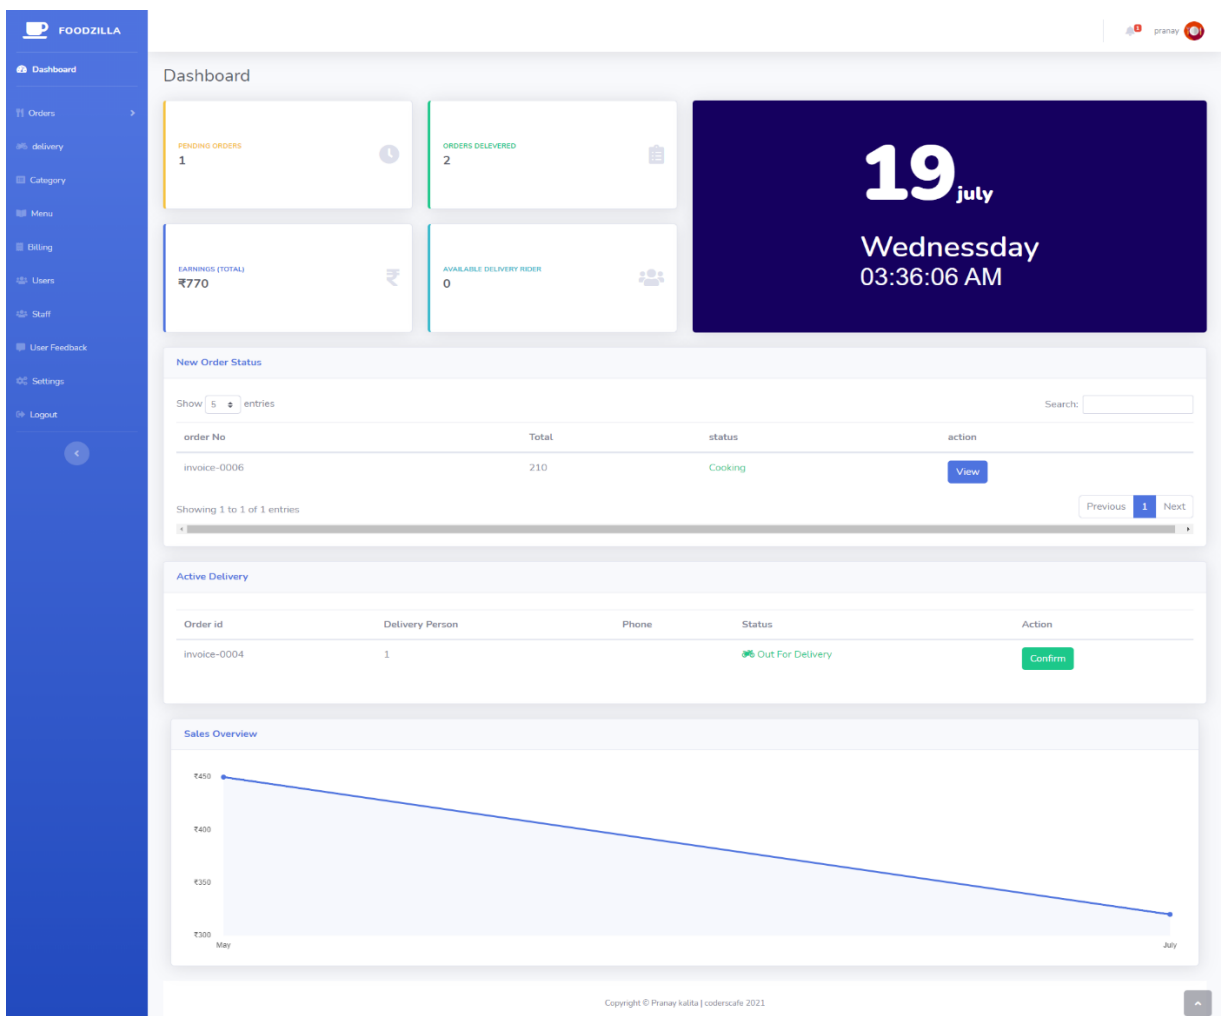 FOODZILLA
3
pranay
Dashboard
Orders
delivery
Category
Menu
Billing
Users
Staff
User Feedback
Settings
Logout
Dashboard
PENDING ORDERS
1
ORDERS DELEVERED
2
EARNINGS (TOTAL)
₹770
AVAILABLE DELIVERY RIDER
0
19 july
Wednessday
03:36:06 AM
New Order Status
Show 5 entries
Search:
order No Total status action
invoice-0006 210 Cooking View
Showing 1 to 1 of 1 entries
Previous 1 Next
Active Delivery
Order id Delivery Person Phone Status Action
invoice-0004 1 Out For Delivery Confirm
Sales Overview
₹450
₹400
₹350
₹300
May July
Copyright © Pranay kalita | coderscafe 2021